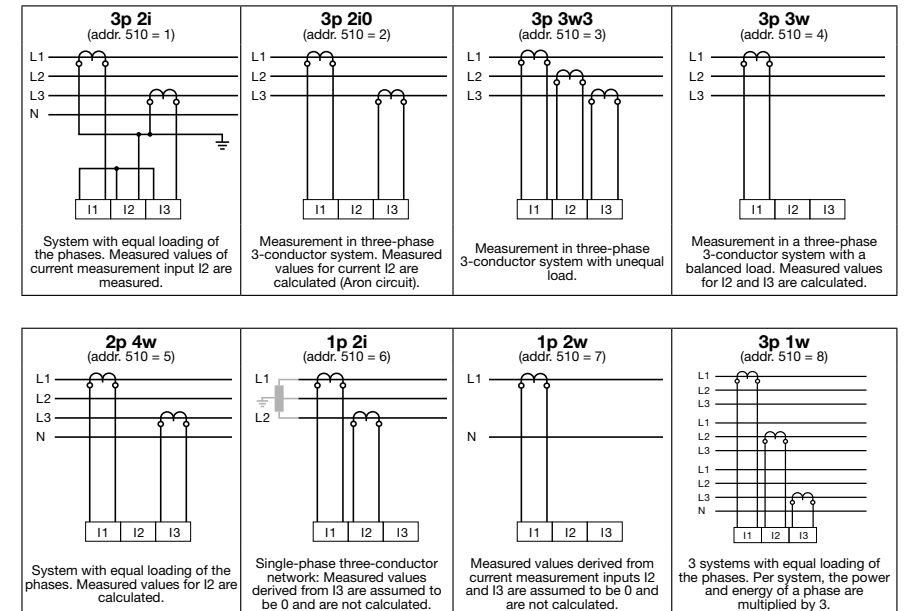 3p 2i
(addr. 510 = 1)
L1
L2
L3
N
I1 I2 I3
System with equal loading of
the phases. Measured values of
current measurement input I2 are
measured.
3p 2i0
(addr. 510 = 2)
L1
L2
L3
I1 I2 I3
Measurement in three-phase
3-conductor system. Measured
values for current I2 are
calculated (Aron circuit).
3p 3w3
(addr. 510 = 3)
L1
L2
L3
I1 I2 I3
Measurement in three-phase
3-conductor system with unequal
load.
3p 3w
(addr. 510 = 4)
L1
L2
L3
I1 I2 I3
Measurement in a three-phase
3-conductor system with a
balanced load. Measured values
for I2 and I3 are calculated.
2p 4w
(addr. 510 = 5)
L1
L2
L3
N
I1 I2 I3
System with equal loading of the
phases. Measured values for I2 are
calculated.
1p 2i
(addr. 510 = 6)
L1
L2
I1 I2 I3
Single-phase three-conductor
network: Measured values
derived from I3 are assumed to
be 0 and are not calculated.
1p 2w
(addr. 510 = 7)
L1
N
I1 I2 I3
Measured values derived from
current measurement inputs I2
and I3 are assumed to be 0 and
are not calculated.
3p 1w
(addr. 510 = 8)
L1
L2
L3
L1
L2
L3
L1
L2
L3
N
I1 I2 I3
3 systems with equal loading of
the phases. Per system, the power
and energy of a phase are
multiplied by 3.